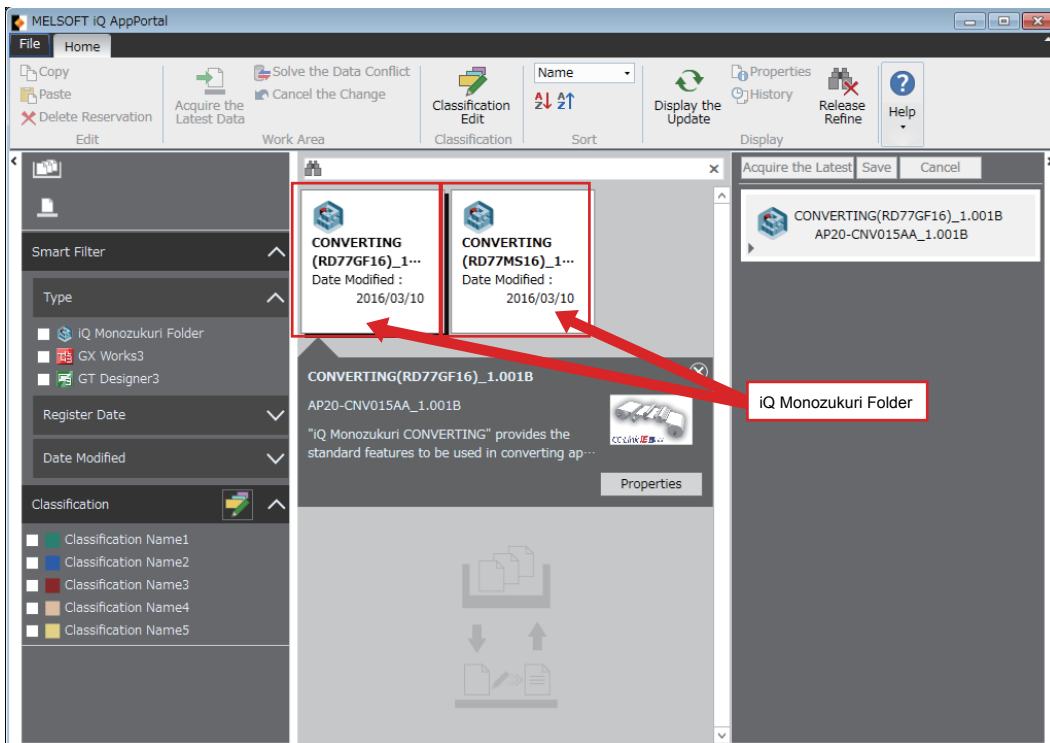 MELSOFT iQ AppPortal
File
Home
Copy
Paste
Delete Reservation
Edit
Acquire the
Latest Data
Solve the Data Conflict
Cancel the Change
Work Area
Classification
Edit
Classification
Name
Sort
Display the
Update
Properties
History
Release
Refine
Display
Help
Smart Filter
Type
iQ Monozukuri Folder
GX Works3
GT Designer3
Register Date
Date Modified
Classification
Classification Name1
Classification Name2
Classification Name3
Classification Name4
Classification Name5
CONVERTING
(RD77GF16)_1···
Date Modified :
2016/03/10
CONVERTING
(RD77MS16)_1···
Date Modified :
2016/03/10
CONVERTING(RD77GF16)_1.001B
AP20-CNV015AA_1.001B
"iQ Monozukuri CONVERTING" provides the
standard features to be used in converting ap···
CC-Link IE
Properties
Acquire the Latest
Save
Cancel
CONVERTING(RD77GF16)_1.001B
AP20-CNV015AA_1.001B
iQ Monozukuri Folder